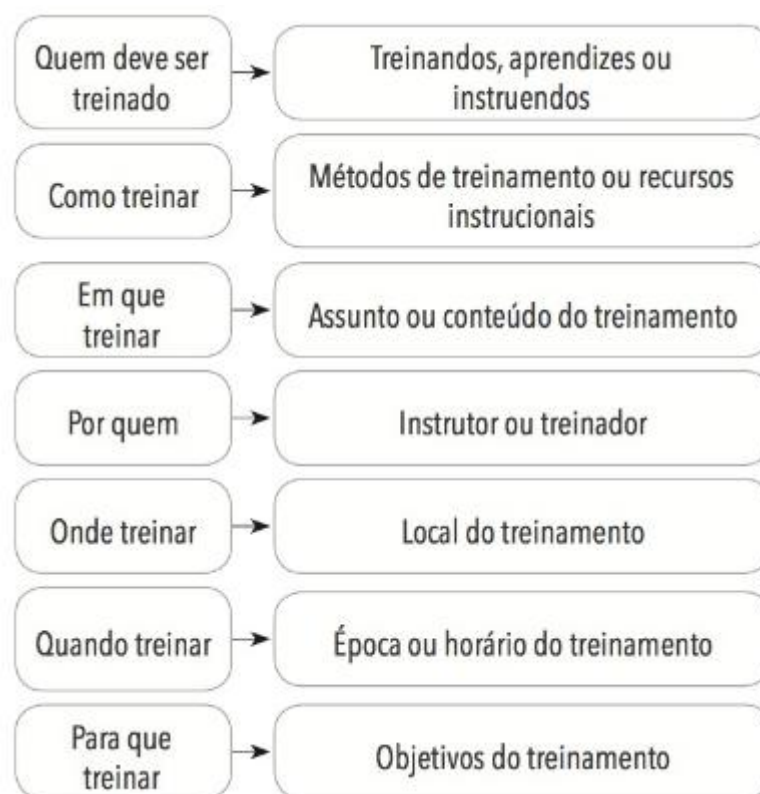 Quem deve ser
treinado
Treinandos, aprendizes ou
instruendos
Como treinar
Métodos de treinamento ou recursos
instrucionais
Em que
treinar
Assunto ou conteúdo do treinamento
Por quem
Instrutor ou treinador
Onde treinar
Local do treinamento
Quando treinar
Época ou horário do treinamento
Para que
treinar
Objetivos do treinamento